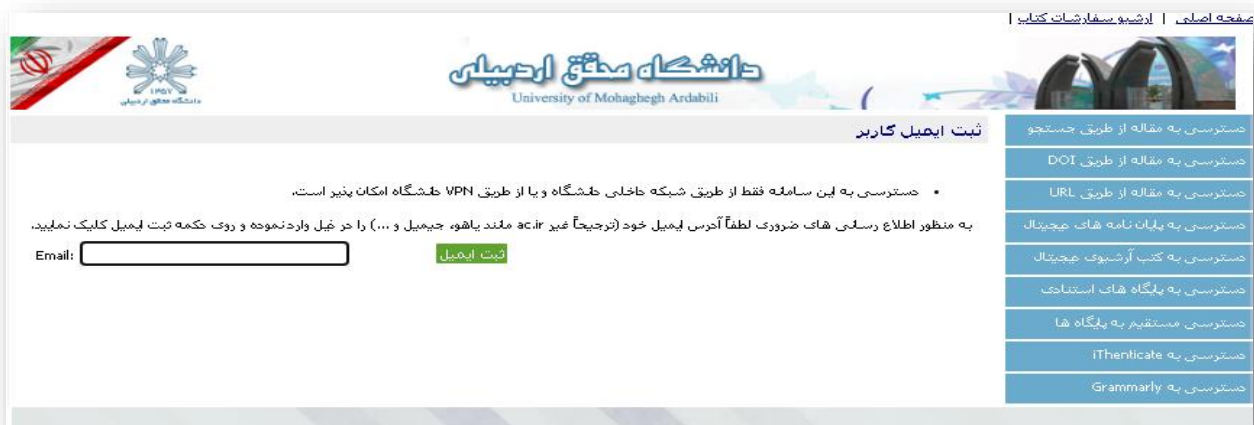 صفحه اصلی | آرشیو سفارشات کتاب |
دانشگاه محقق اردبیلی
University of Mohaghegh Ardabili
۱۳۵۷
دانشگاه محقق اردبیلی
ثبت ایمیل کاربر
دسترسی به این سامانه فقط از طریق شبکه داخلی دانشگاه و یا از طریق VPN دانشگاه امکان پذیر است.
به منظور اطلاع رسانی های ضروری لطفاً آدرس ایمیل خود (ترجیحاً غیر ac.ir مانند یاهو، جیمیل و ...) را در ذیل وارد نموده و روی دکمه ثبت ایمیل کلیک نمایید.
Email:
ثبت ایمیل
دسترسی به مقاله از طریق جستجو
دسترسی به مقاله از طریق DOI
دسترسی به مقاله از طریق URL
دسترسی به پایان نامه های دیجیتال
دسترسی به کتب آرشیوی دیجیتال
دسترسی به پایگاه های استنادی
دسترسی مستقیم به پایگاه ها
دسترسی به iThenticate
دسترسی به Grammarly